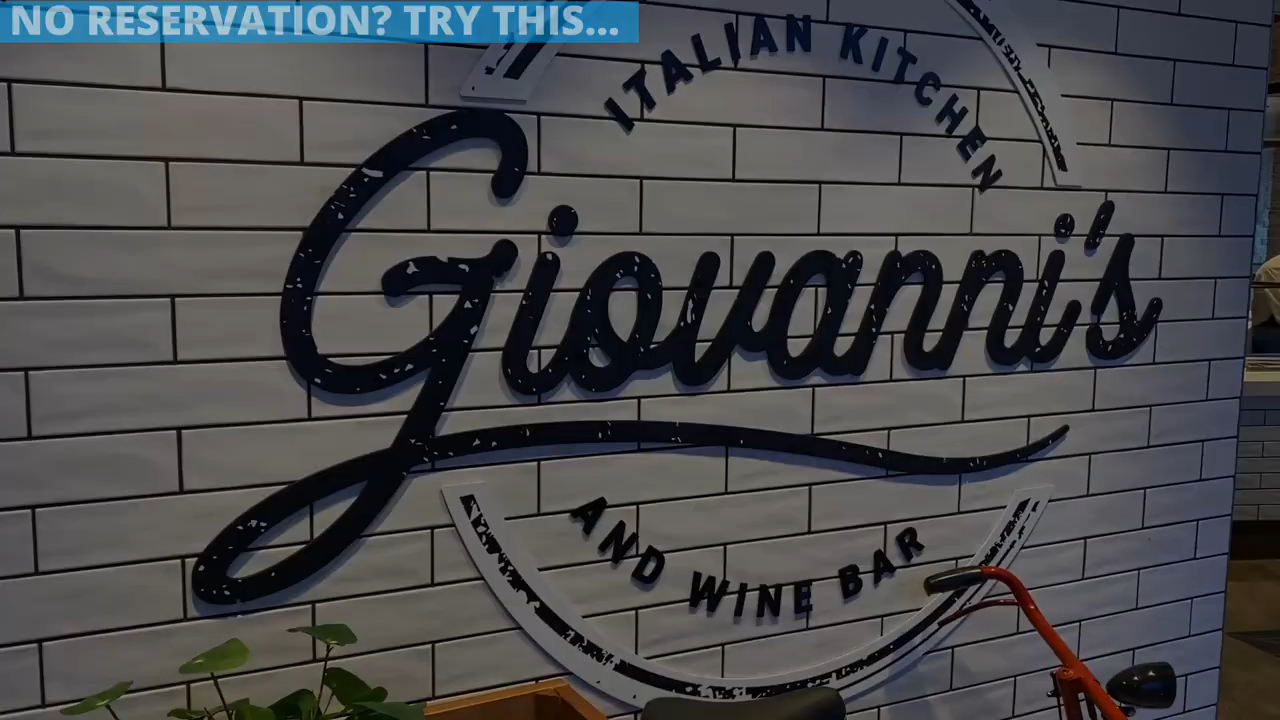 NO RESERVATION? TRY THIS...
ITALIAN KITCHEN
Giovanni's
AND WINE BAR